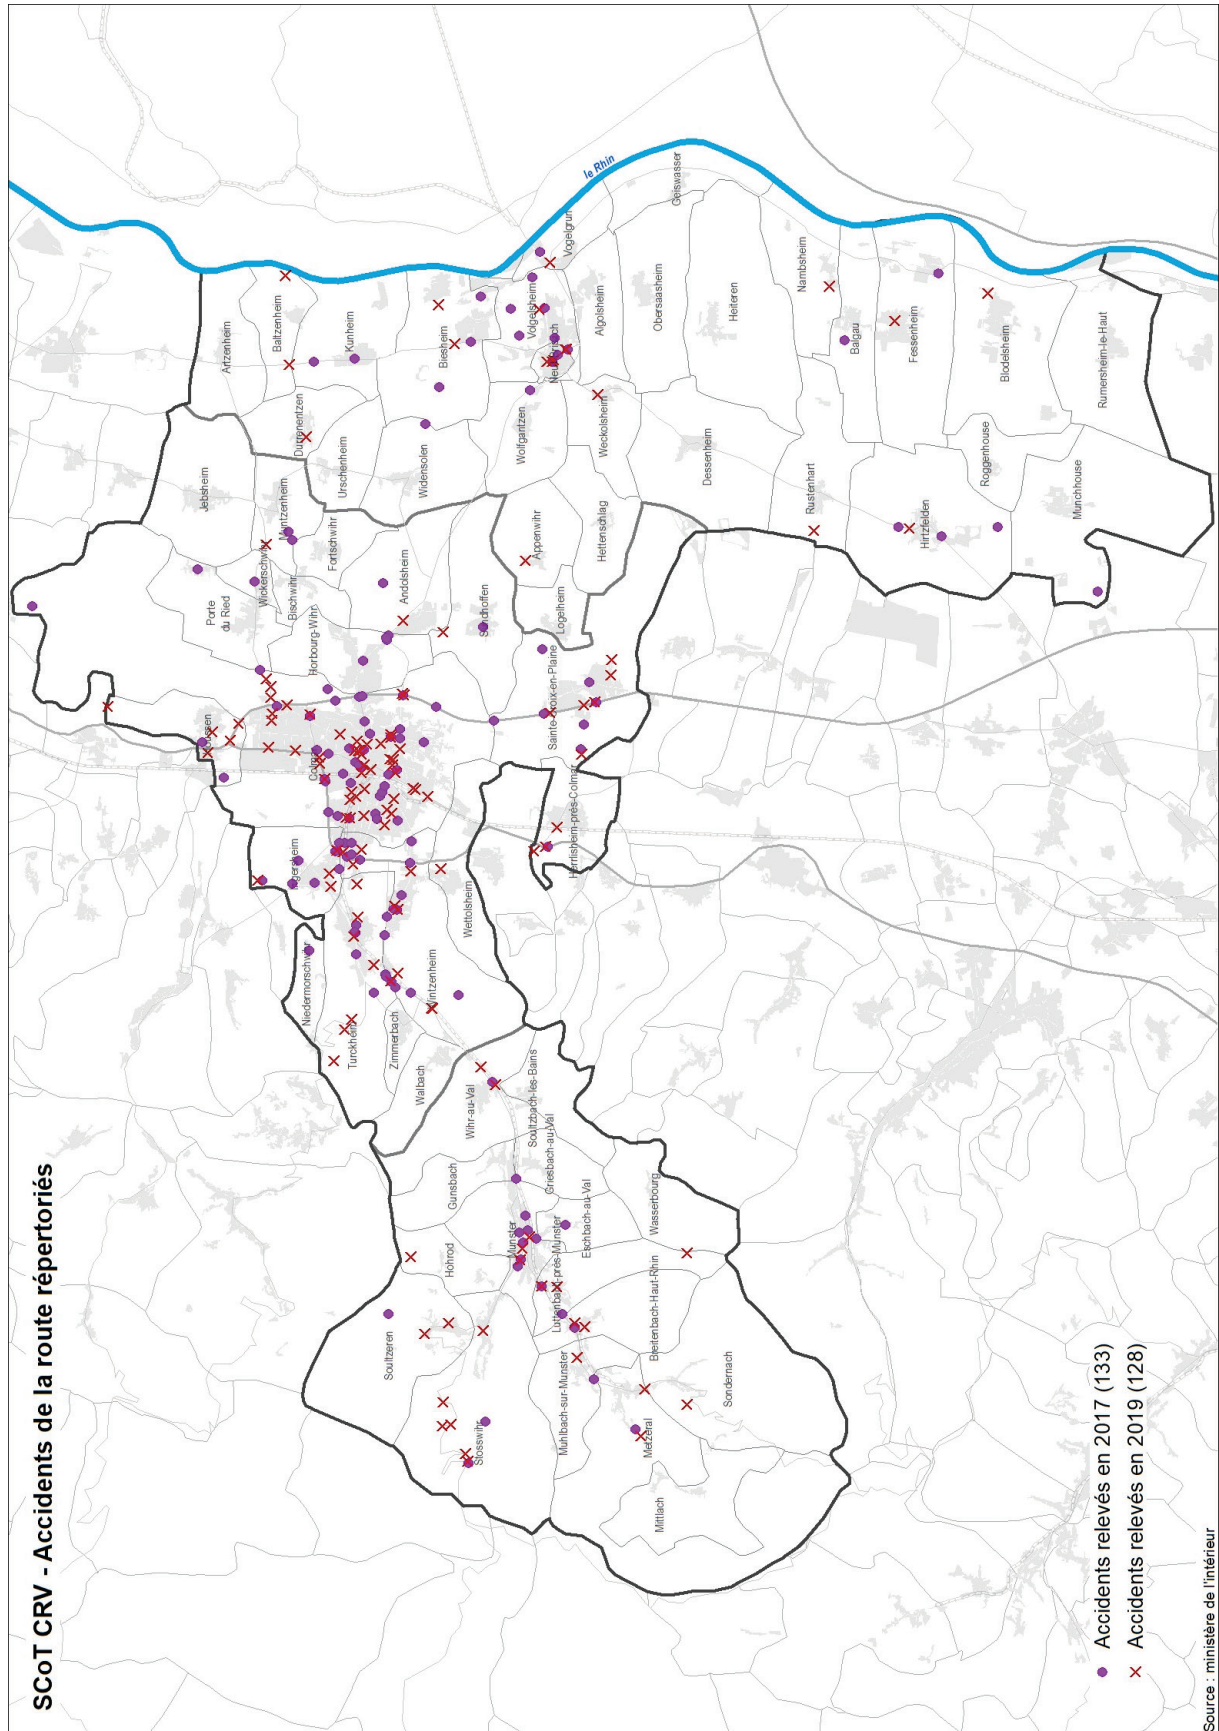 SCoT CRV - Accidents de la route répertoriés
le Rhin
Artzenheim
Baltzenheim
Kunheim
Durrenentzen
Urschenheim
Jebsheim
Muntzenheim
Wickerschwihr
Bischwihr
Fortschwihr
Porte
du Ried
Horbourg-Wihr
Andolsheim
Widensolen
Biesheim
Wolfgantzen
Volgelsheim
Vogelgrun
Algolsheim
Weckolsheim
Obersaasheim
Geiswasser
Heiteren
Dessenheim
Appenwihr
Hettenschlag
Logelheim
Sundhoffen
Sainte-Croix-en-Plaine
Herrlisheim-près-Colmar
Colmar
Ingersheim
Niedermorschwihr
Turckheim
Zimmerbach
Wintzenheim
Wettolsheim
Walbach
Wihr-au-Val
Soultzbach-les-Bains
Griesbach-au-Val
Gunsbach
Munster
Hohrod
Eschbach-au-Val
Wasserbourg
Luttenbach-près-Munster
Breitenbach-Haut-Rhin
Soultzeren
Stosswihr
Muhlbach-sur-Munster
Metzeral
Sondernach
Mittlach
Nambsheim
Balgau
Fessenheim
Blodelsheim
Rumersheim-le-Haut
Rustenhart
Hirtzfelden
Roggenhouse
Munchhouse
Accidents relevés en 2017 (133)
Accidents relevés en 2019 (128)
Source : ministère de l'intérieur